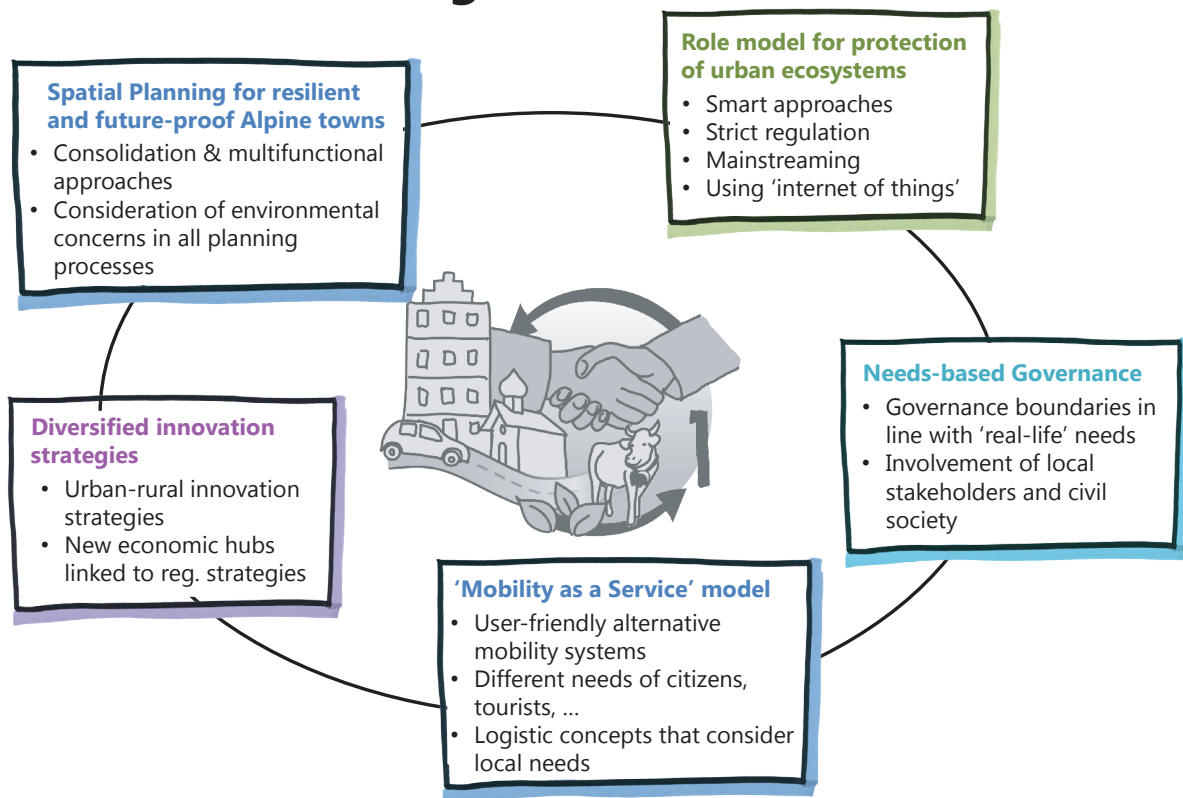 Spatial Planning for resilient
and future-proof Alpine towns
• Consolidation & multifunctional
approaches
• Consideration of environmental
concerns in all planning
processes
Role model for protection
of urban ecosystems
• Smart approaches
• Strict regulation
• Mainstreaming
• Using ‘internet of things’
Needs-based Governance
• Governance boundaries in
line with ‘real-life’ needs
• Involvement of local
stakeholders and civil
society
‘Mobility as a Service’ model
• User-friendly alternative
mobility systems
• Different needs of citizens,
tourists, ...
• Logistic concepts that consider
local needs
Diversified innovation
strategies
• Urban-rural innovation
strategies
• New economic hubs
linked to reg. strategies
1